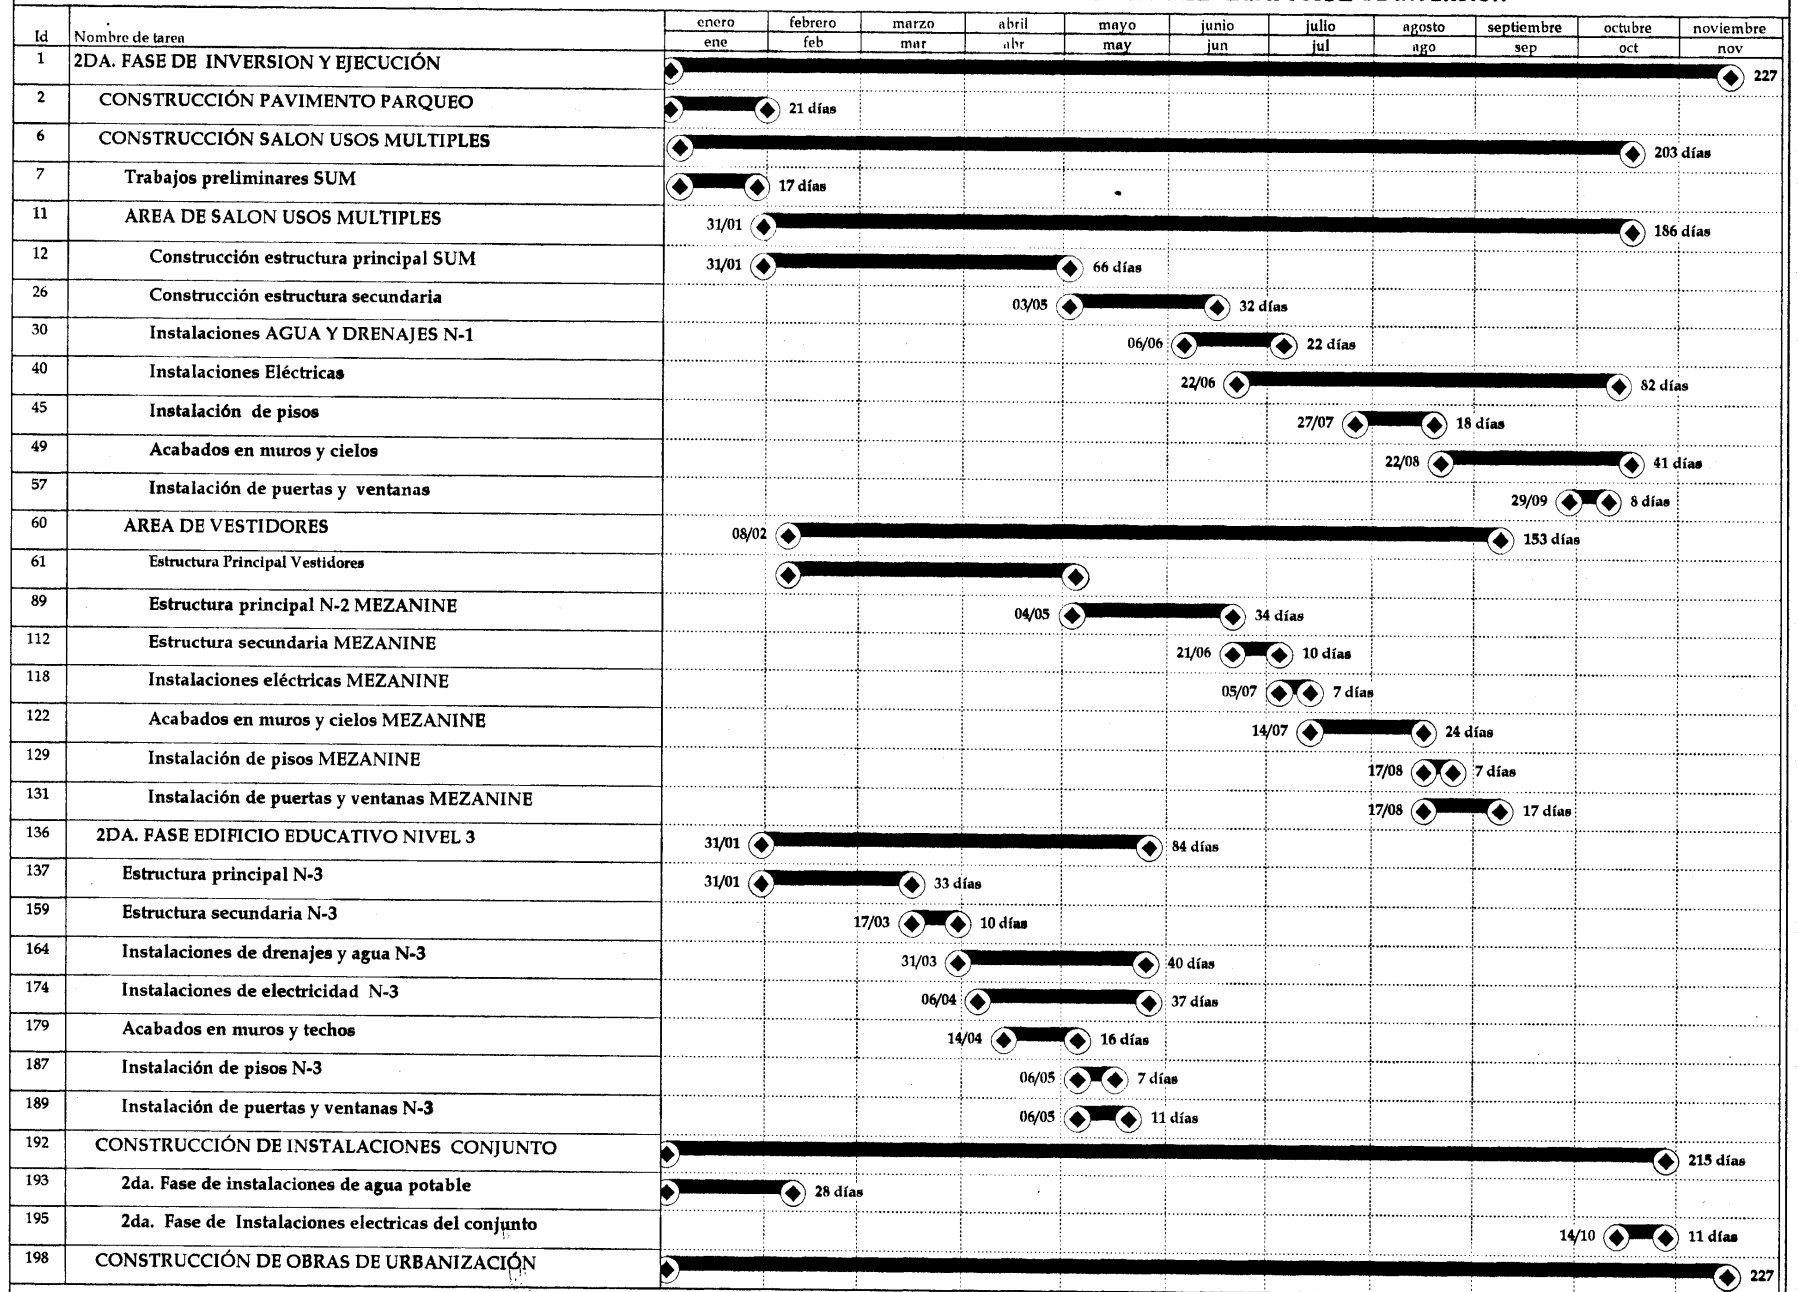 enero febrero marzo abril mayo junio julio agosto septiembre octubre noviembre
Id Nombre de tarea ene feb mar abr may jun jul ago sep oct nov
1 2DA. FASE DE INVERSION Y EJECUCIÓN 227
2 CONSTRUCCIÓN PAVIMENTO PARQUEO 21 días
6 CONSTRUCCIÓN SALON USOS MULTIPLES 203 días
7 Trabajos preliminares SUM 17 días
11 AREA DE SALON USOS MULTIPLES 31/01 186 días
12 Construcción estructura principal SUM 31/01 66 días
26 Construcción estructura secundaria 03/05 32 días
30 Instalaciones AGUA Y DRENAJES N-1 06/06 22 días
40 Instalaciones Eléctricas 22/06 82 días
45 Instalación de pisos 27/07 18 días
49 Acabados en muros y cielos 22/08 41 días
57 Instalación de puertas y ventanas 29/09 8 días
60 AREA DE VESTIDORES 08/02 153 días
61 Estructura Principal Vestidores
89 Estructura principal N-2 MEZANINE 04/05 34 días
112 Estructura secundaria MEZANINE 21/06 10 días
118 Instalaciones eléctricas MEZANINE 05/07 7 días
122 Acabados en muros y cielos MEZANINE 14/07 24 días
129 Instalación de pisos MEZANINE 17/08 7 días
131 Instalación de puertas y ventanas MEZANINE 17/08 17 días
136 2DA. FASE EDIFICIO EDUCATIVO NIVEL 3 31/01 84 días
137 Estructura principal N-3 31/01 33 días
159 Estructura secundaria N-3 17/03 10 días
164 Instalaciones de drenajes y agua N-3 31/03 40 días
174 Instalaciones de electricidad N-3 06/04 37 días
179 Acabados en muros y techos 14/04 16 días
187 Instalación de pisos N-3 06/05 7 días
189 Instalación de puertas y ventanas N-3 06/05 11 días
192 CONSTRUCCIÓN DE INSTALACIONES CONJUNTO 215 días
193 2da. Fase de instalaciones de agua potable 28 días
195 2da. Fase de Instalaciones electricas del conjunto 14/10 11 días
198 CONSTRUCCIÓN DE OBRAS DE URBANIZACIÓN 227